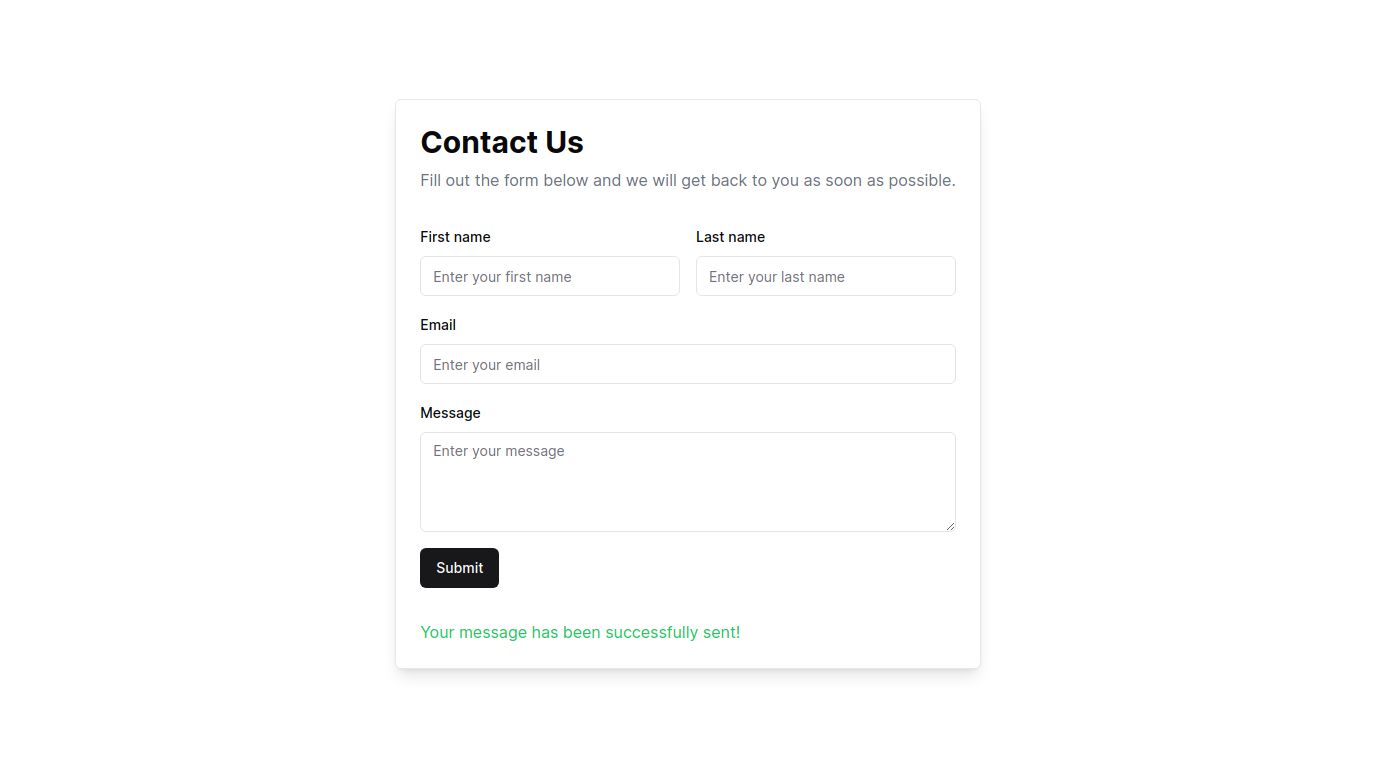 Contact Us
Fill out the form below and we will get back to you as soon as possible.
First name
Last name
Enter your first name
Enter your last name
Email
Enter your email
Message
Enter your message
Submit
Your message has been successfully sent!